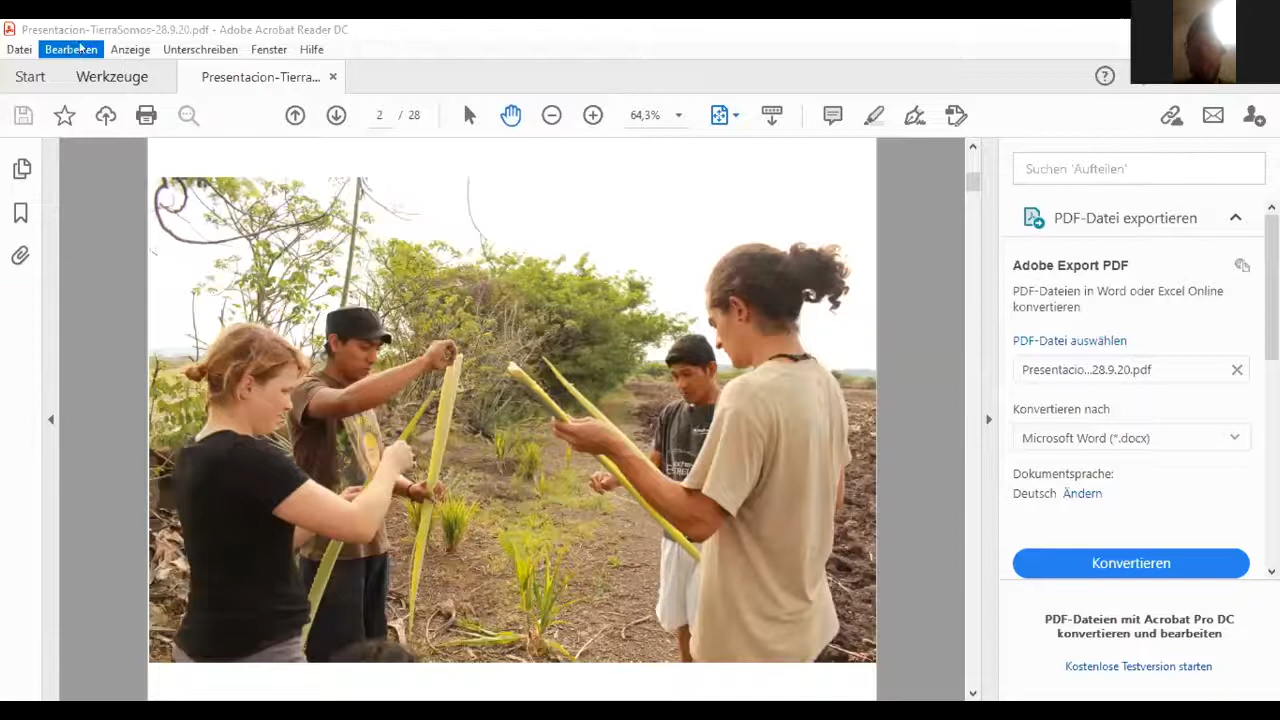 Presentacion-TierraSomos-28.9.20.pdf - Adobe Acrobat Reader DC
Datei Bearbeiten Anzeige Unterschreiben Fenster Hilfe
Start Werkzeuge Presentacion-Tierra... ×
2 / 28 64,3%
Suchen 'Aufteilen'
PDF-Datei exportieren
Adobe Export PDF
PDF-Dateien in Word oder Excel Online
konvertieren
PDF-Datei auswählen
Presentacio...28.9.20.pdf
Konvertieren nach
Microsoft Word (*.docx)
Dokumentsprache:
Deutsch Ändern
Konvertieren
PDF-Dateien mit Acrobat Pro DC
konvertieren und bearbeiten
Kostenlose Testversion starten